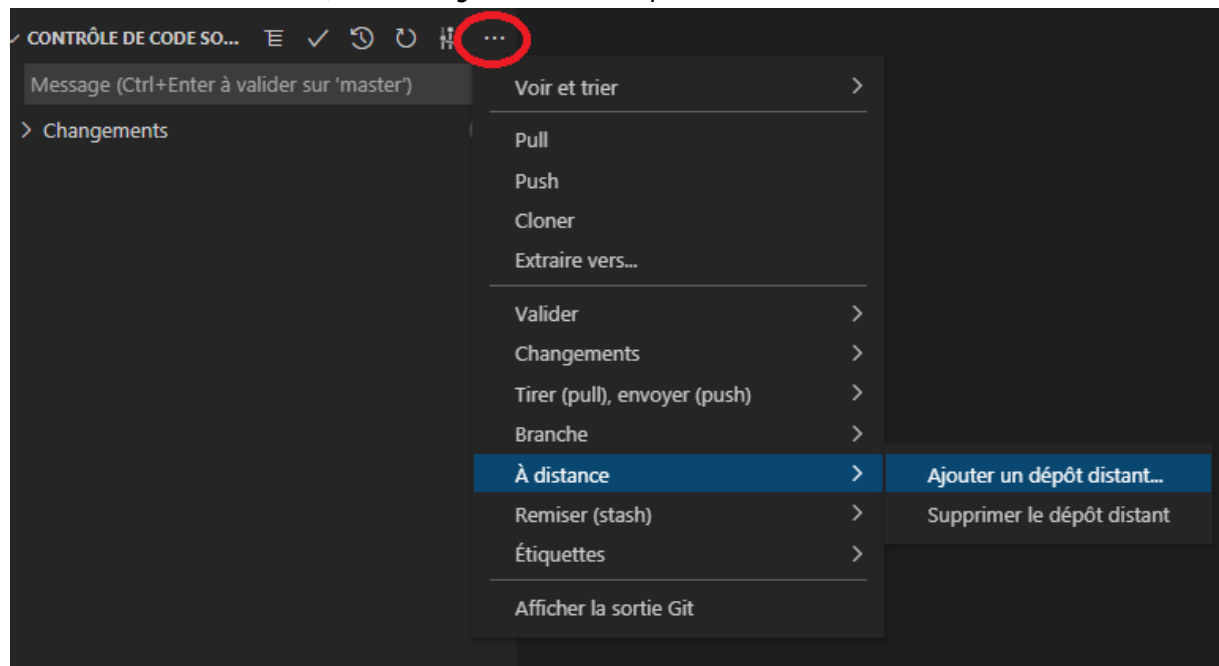 CONTRÔLE DE CODE SO... ...
Message (Ctrl+Enter à valider sur 'master')
Changements
Voir et trier
Pull
Push
Cloner
Extraire vers...
Valider
Changements
Tirer (pull), envoyer (push)
Branche
À distance
Ajouter un dépôt distant...
Remiser (stash)
Supprimer le dépôt distant
Étiquettes
Afficher la sortie Git